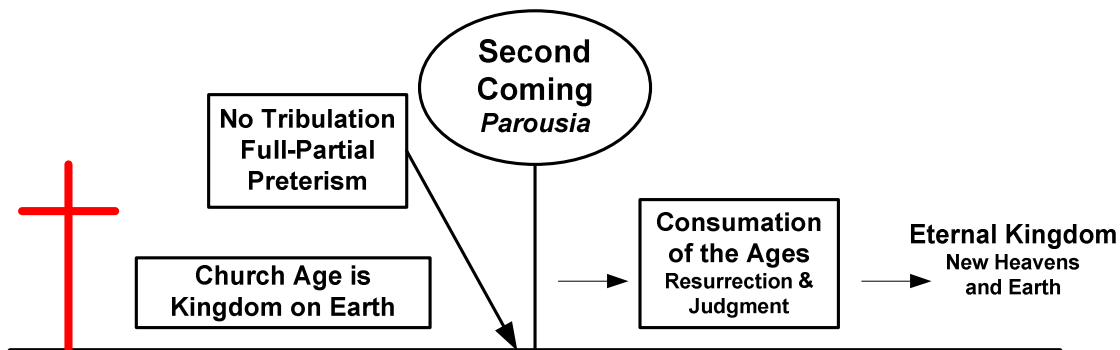 Second
Coming
Parousia
No Tribulation
Full-Partial
Preterism
Church Age is
Kingdom on Earth
Consumation
of the Ages
Resurrection &
Judgment
Eternal Kingdom
New Heavens
and Earth